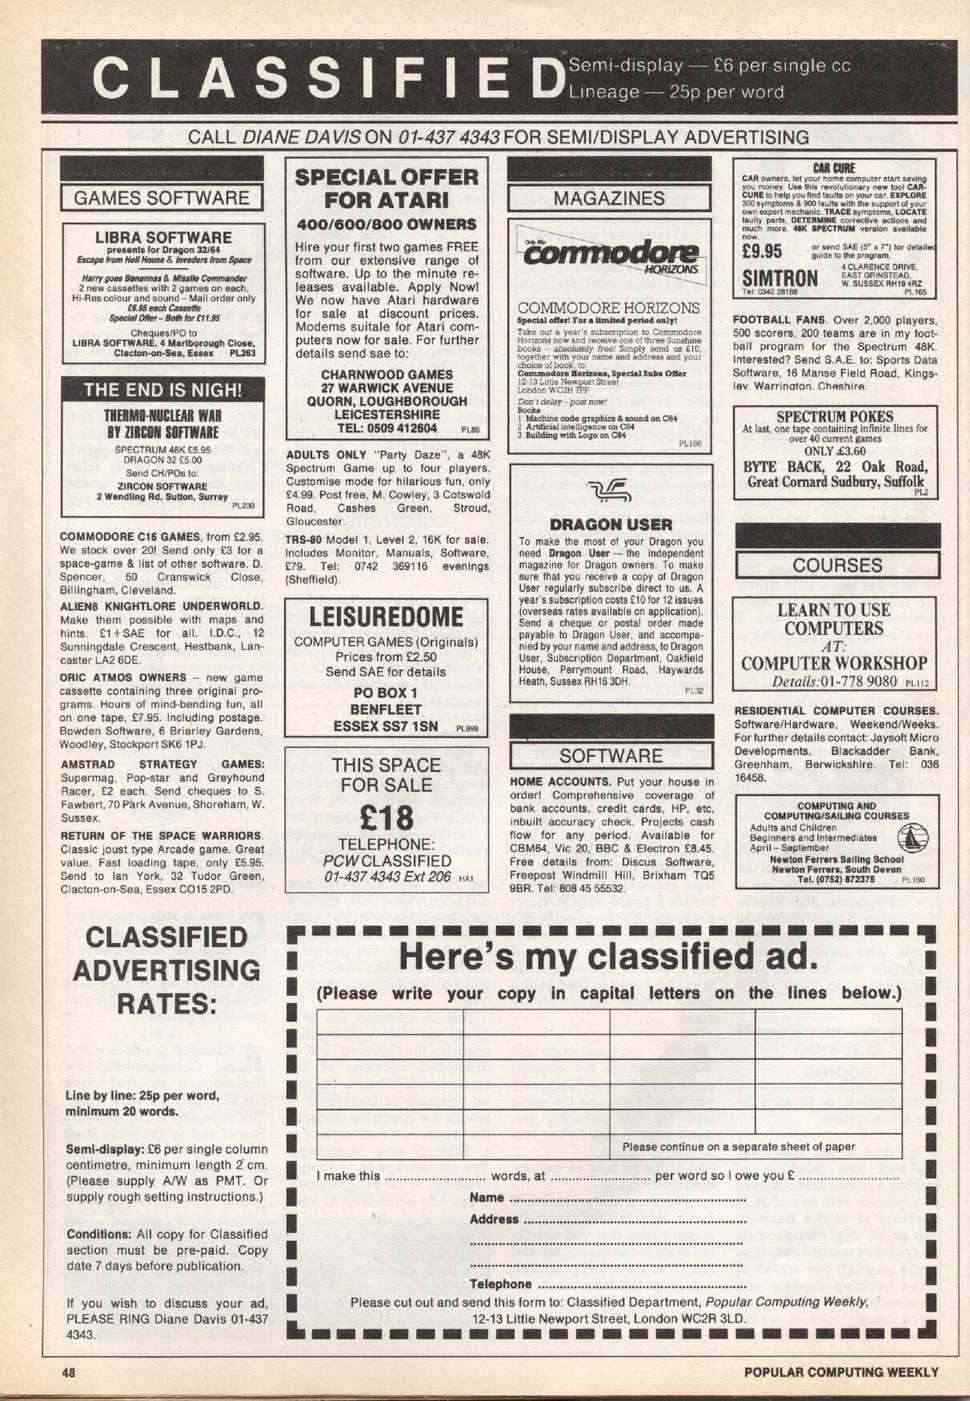 CLASSIFIED
Semi-display — £6 per single cc
Lineage — 25p per word
CALL DIANE DAVIS ON 01-437 4343 FOR SEMI/DISPLAY ADVERTISING
GAMES SOFTWARE
LIBRA SOFTWARE
presents for Dragon 32/64
Escape from Hell House & Invaders from Space
Harry goes Banannas & Missile Commander
2 new cassettes with 2 games on each,
Hi-Res colour and sound – Mail order only
£6.95 each Cassette
Special Offer – Both for £11.95
Cheques/PO to
LIBRA SOFTWARE, 4 Marlborough Close,
Clacton-on-Sea, Essex PL263
THE END IS NIGH!
THERMO-NUCLEAR WAR
BY ZIRCON SOFTWARE
SPECTRUM 48K £5.95
DRAGON 32 £5.00
Send CH/POs to:
ZIRCON SOFTWARE
2 Wendling Rd, Sutton, Surrey
PL230
COMMODORE C16 GAMES, from £2.95.
We stock over 20! Send only £3 for a
space-game & list of other software. D.
Spencer, 50 Cranswick Close,
Billingham, Cleveland.
ALIEN8 KNIGHTLORE UNDERWORLD.
Make them possible with maps and
hints. £1+SAE for all. I.D.C., 12
Sunningdale Crescent, Hestbank, Lan-
caster LA2 6DE.
ORIC ATMOS OWNERS – new game
cassette containing three original pro-
grams. Hours of mind-bending fun, all
on one tape, £7.95. Including postage.
Bowden Software, 6 Briarley Gardens,
Woodley, Stockport SK6 1PJ.
AMSTRAD STRATEGY GAMES:
Supermag, Pop-star and Greyhound
Racer, £2 each. Send cheques to S.
Fawbert, 70 Park Avenue, Shoreham, W.
Sussex.
RETURN OF THE SPACE WARRIORS.
Classic joust type Arcade game. Great
value. Fast loading tape, only £5,95.
Send to Ian York, 32 Tudor Green,
Clacton-on-Sea, Essex CO15 2PD.
SPECIAL OFFER
FOR ATARI
400/600/800 OWNERS
Hire your first two games FREE
from our extensive range of
software. Up to the minute re-
leases available. Apply Now!
We now have Atari hardware
for sale at discount prices.
Modems suitale for Atari com-
puters now for sale. For further
details send sae to:
CHARNWOOD GAMES
27 WARWICK AVENUE
QUORN, LOUGHBOROUGH
LEICESTERSHIRE
TEL: 0509 412604 PL86
ADULTS ONLY "Party Daze", a 48K
Spectrum Game up to four players.
Customise mode for hilarious fun, only
£4.99. Post free, M. Cowley, 3 Cotswold
Road, Cashes Green, Stroud,
Gloucester.
TRS-80 Model 1, Level 2, 16K for sale.
Includes Monitor, Manuals, Software,
£79. Tel: 0742 369116 evenings
(Sheffield).
LEISUREDOME
COMPUTER GAMES (Originals)
Prices from £2.50
Send SAE for details
PO BOX 1
BENFLEET
ESSEX SS7 1SN PL999
THIS SPACE
FOR SALE
£18
TELEPHONE:
PCW CLASSIFIED
01-437 4343 Ext 206 HA1
MAGAZINES
commodore
HORIZONS
COMMODORE HORIZONS
Special offer! For a limited period only!
Take out a year's subscription to Commodore
Horizons now and receive one of three Sunshine
books – absolutely free! Simply send us £10,
together with your name and address and your
choice of book, to:
Commodore Horizons, Special Subs Offer
12-13 Little Newport Street
London WC2H 7PP
Don't delay – post now!
Books
1 Machine code graphics & sound on C64
2 Artificial intelligence on C64
3 Building with Logo on C64
PL186
DRAGON USER
To make the most of your Dragon you
need Dragon User — the independent
magazine for Dragon owners. To make
sure that you receive a copy of Dragon
User regularly subscribe direct to us. A
year's subscription costs £10 for 12 issues
(overseas rates available on application).
Send a cheque or postal order made
payable to Dragon User, and accompa-
nied by your name and address, to Dragon
User, Subscription Department, Oakfield
House, Perrymount Road, Haywards
Heath, Sussex RH16 3DH.
PL32
SOFTWARE
HOME ACCOUNTS. Put your house in
order! Comprehensive coverage of
bank accounts, credit cards, HP, etc,
inbuilt accuracy check. Projects cash
flow for any period. Available for
CBM64, Vic 20, BBC & Electron £8.45.
Free details from: Discus Software,
Freepost Windmill Hill, Brixham TQ5
9BR. Tel: 808 45 55532.
CAR CURE
CAR owners, let your home computer start saving
you money. Use this revolutionary new tool CAR-
CURE to help you find faults on your car. EXPLORE
300 symptoms & 900 faults with the support of your
own expert mechanic. TRACE symptoms, LOCATE
faulty parts, DETERMINE corrective actions and
much more. 48K SPECTRUM version available
now.
£9.95 or send SAE (5" x 7") for detailed
guide to the program.
SIMTRON 4 CLARENCE DRIVE,
EAST GRINSTEAD,
W. SUSSEX RH19 4RZ
Tel: 0342 28188 PL165
FOOTBALL FANS. Over 2,000 players,
500 scorers, 200 teams are in my foot-
ball program for the Spectrum 48K.
Interested? Send S.A.E. to: Sports Data
Software, 16 Manse Field Road, Kings-
ley, Warrington, Cheshire.
SPECTRUM POKES
At last, one tape containing infinite lines for
over 40 current games
ONLY £3.60
BYTE BACK, 22 Oak Road,
Great Cornard Sudbury, Suffolk
PL2
COURSES
LEARN TO USE
COMPUTERS
AT:
COMPUTER WORKSHOP
Details: 01-778 9080 PL112
RESIDENTIAL COMPUTER COURSES.
Software/Hardware, Weekend/Weeks.
For further details contact: Jaysoft Micro
Developments, Blackadder Bank,
Greenham, Berwickshire. Tel: 036
16458.
COMPUTING AND
COMPUTING/SAILING COURSES
Adults and Children
Beginners and Intermediates
April – September
Newton Ferrers Sailing School
Newton Ferrers, South Devon
Tel. (0752) 872375 PL190
CLASSIFIED
ADVERTISING
RATES:
Line by line: 25p per word,
minimum 20 words.
Semi-display: £6 per single column
centimetre, minimum length 2 cm.
(Please supply A/W as PMT. Or
supply rough setting instructions.)
Conditions: All copy for Classified
section must be pre-paid. Copy
date 7 days before publication.
If you wish to discuss your ad,
PLEASE RING Diane Davis 01-437
4343.
Here's my classified ad.
(Please write your copy in capital letters on the lines below.)
Please continue on a separate sheet of paper
I make this ........................... words, at ........................... per word so I owe you £ ...........................
Name ...........................
Address ...........................
Telephone ...........................
Please cut out and send this form to: Classified Department, Popular Computing Weekly,
12-13 Little Newport Street, London WC2R 3LD.
48
POPULAR COMPUTING WEEKLY